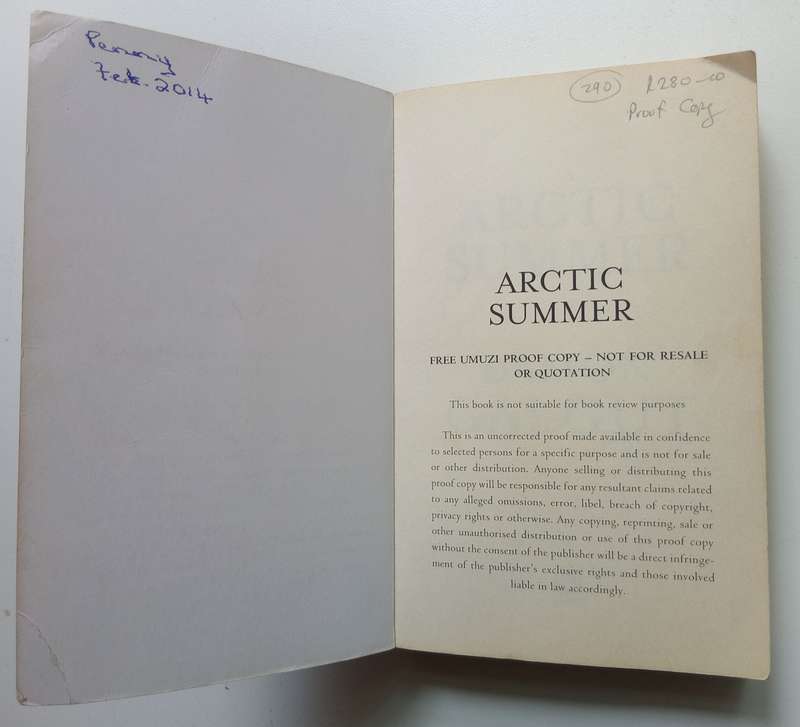 Feb. 2014
290 R280-00
Proof Copy
ARCTIC
SUMMER
FREE UMUZI PROOF COPY – NOT FOR RESALE
OR QUOTATION
This book is not suitable for book review purposes
This is an uncorrected proof made available in confidence
to selected persons for a specific purpose and is not for sale
or other distribution. Anyone selling or distributing this
proof copy will be responsible for any resultant claims related
to any alleged omissions, error, libel, breach of copyright,
privacy rights or otherwise. Any copying, reprinting, sale or
other unauthorised distribution or use of this proof copy
without the consent of the publisher will be a direct infringe-
ment of the publisher's exclusive rights and those involved
liable in law accordingly.